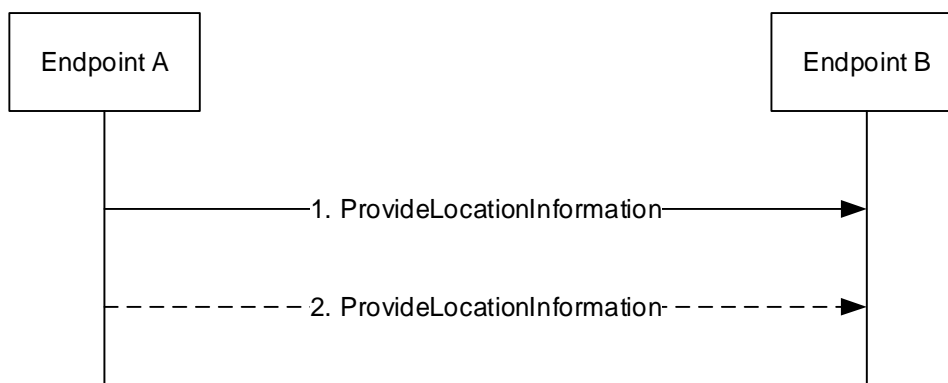 Endpoint A
Endpoint B
1. ProvideLocationInformation
2. ProvideLocationInformation